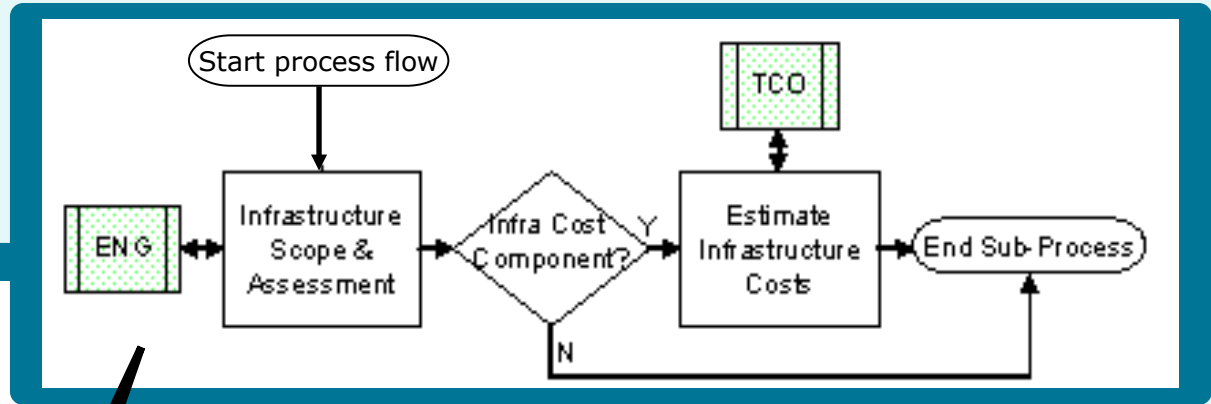 Start process flow
TCO
ENG
Infrastructure
Scope &
Assessment
Infra Cost
Component?
Y
N
Estimate
Infrastructure
Costs
End Sub-Process